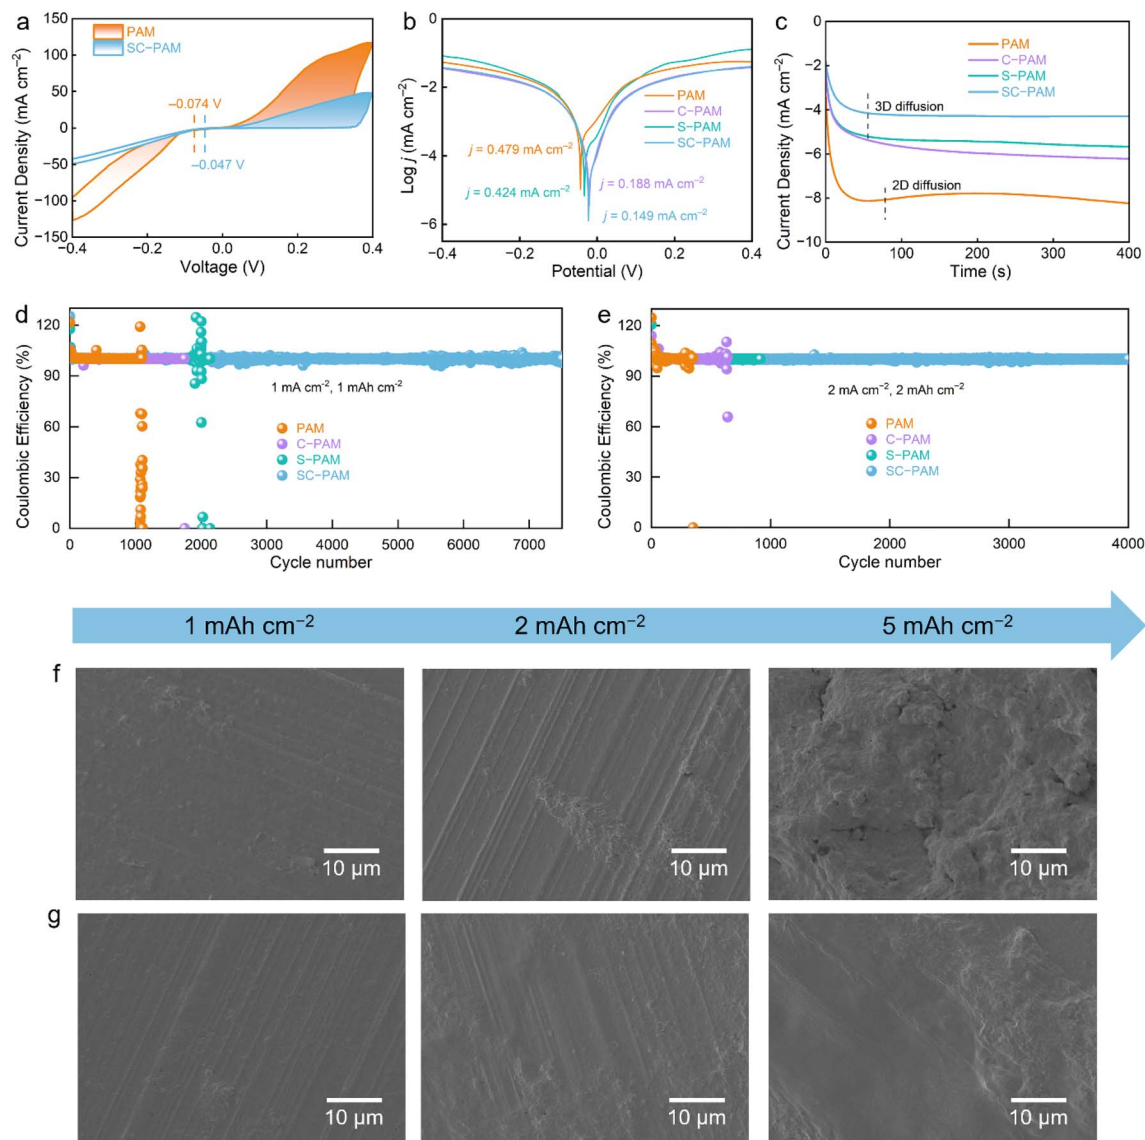 a
150
100
50
0
−50
−100
−150
−0.4
−0.2
0.0
0.2
0.4
Current Density (mA cm⁻²)
Voltage (V)
PAM
SC−PAM
−0.074 V
−0.047 V
b
0
−2
−4
−6
−0.4
−0.2
0.0
0.2
0.4
Log j (mA cm⁻²)
Potential (V)
PAM
C−PAM
S−PAM
SC−PAM
j = 0.479 mA cm⁻²
j = 0.188 mA cm⁻²
j = 0.424 mA cm⁻²
j = 0.149 mA cm⁻²
c
0
−2
−4
−6
−8
−10
0
100
200
300
400
Current Density (mA cm⁻²)
Time (s)
PAM
C−PAM
S−PAM
SC−PAM
3D diffusion
2D diffusion
d
120
90
60
30
0
0
1000
2000
3000
4000
5000
6000
7000
Coulombic Efficiency (%)
Cycle number
1 mA cm⁻², 1 mAh cm⁻²
PAM
C−PAM
S−PAM
SC−PAM
e
120
90
60
30
0
0
1000
2000
3000
4000
Coulombic Efficiency (%)
Cycle number
2 mA cm⁻², 2 mAh cm⁻²
PAM
C−PAM
S−PAM
SC−PAM
1 mAh cm⁻²
2 mAh cm⁻²
5 mAh cm⁻²
f
10 µm
10 µm
10 µm
g
10 µm
10 µm
10 µm